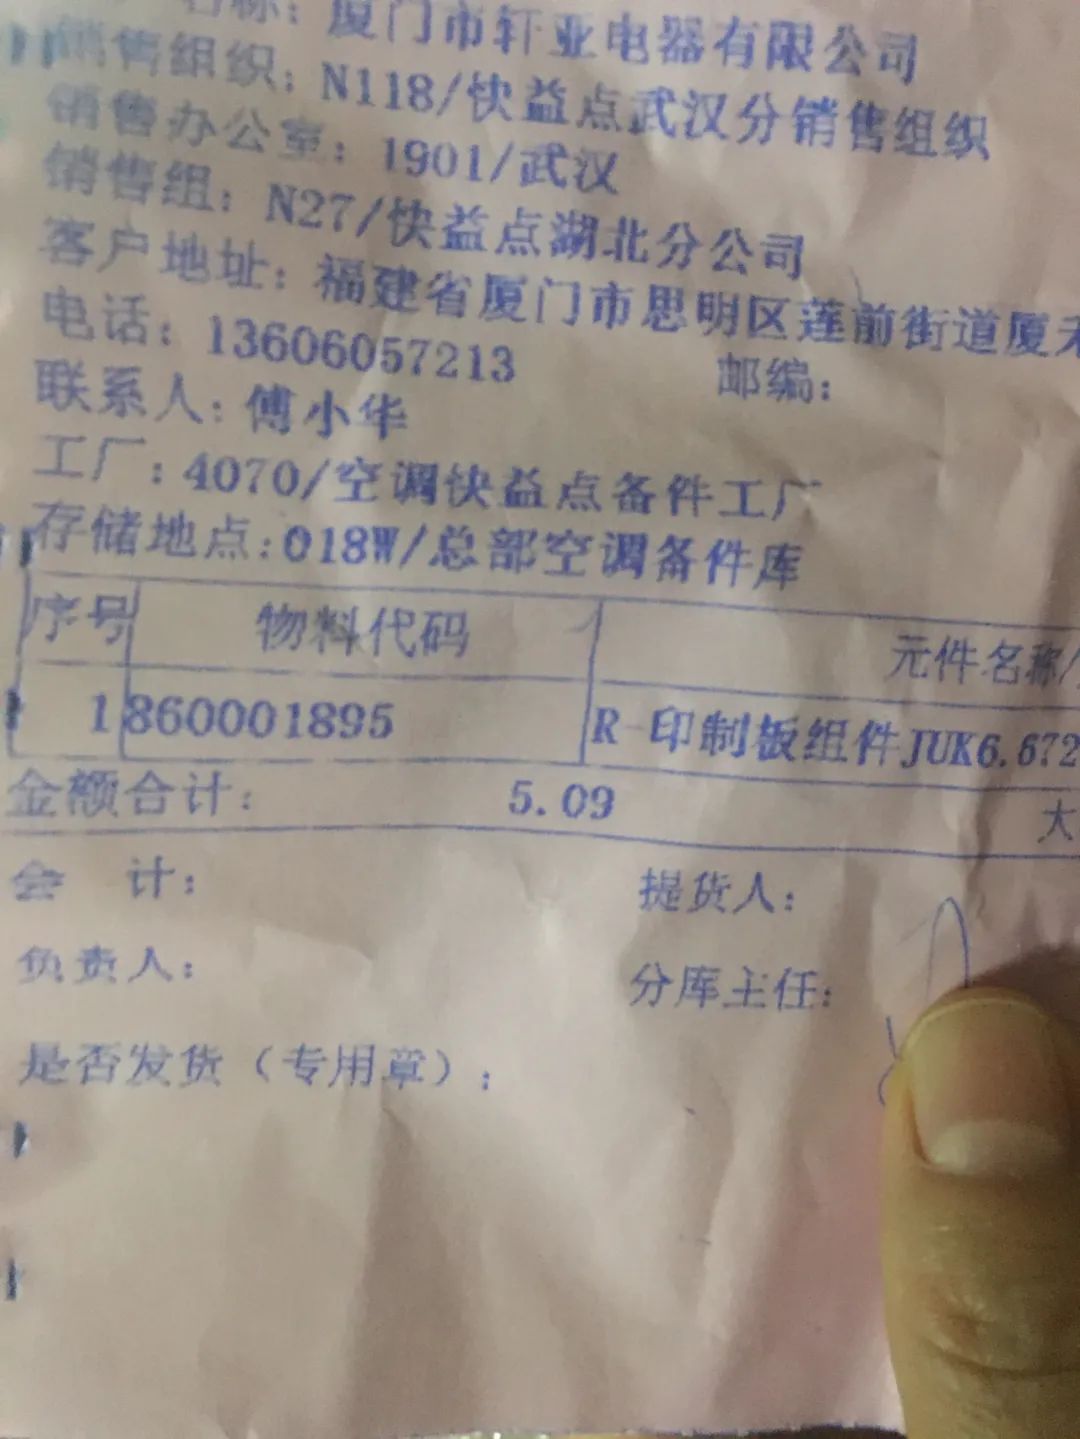 名称：厦门市轩亚电器有限公司
销售组织：N118/快益点武汉分销售组织
销售办公室：1901/武汉
销售组：N27/快益点湖北分公司
客户地址：福建省厦门市思明区莲前街道厦禾
电话：13606057213 邮编：
联系人：傅小华
工厂：4070/空调快益点备件工厂
存储地点:018W/总部空调备件库
序号 物料代码 元件名称/
1 860001895 R-印制板组件JUK6.672
金额合计： 5.09 大
会 计： 提货人：
负责人： 分库主任：
是否发货（专用章）：